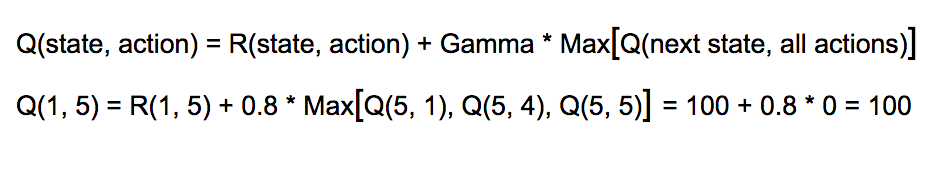 Q(state, action) = R(state, action) + Gamma * Max[Q(next state, all actions)]
Q(1, 5) = R(1, 5) + 0.8 * Max[Q(5, 1), Q(5, 4), Q(5, 5)] = 100 + 0.8 * 0 = 100